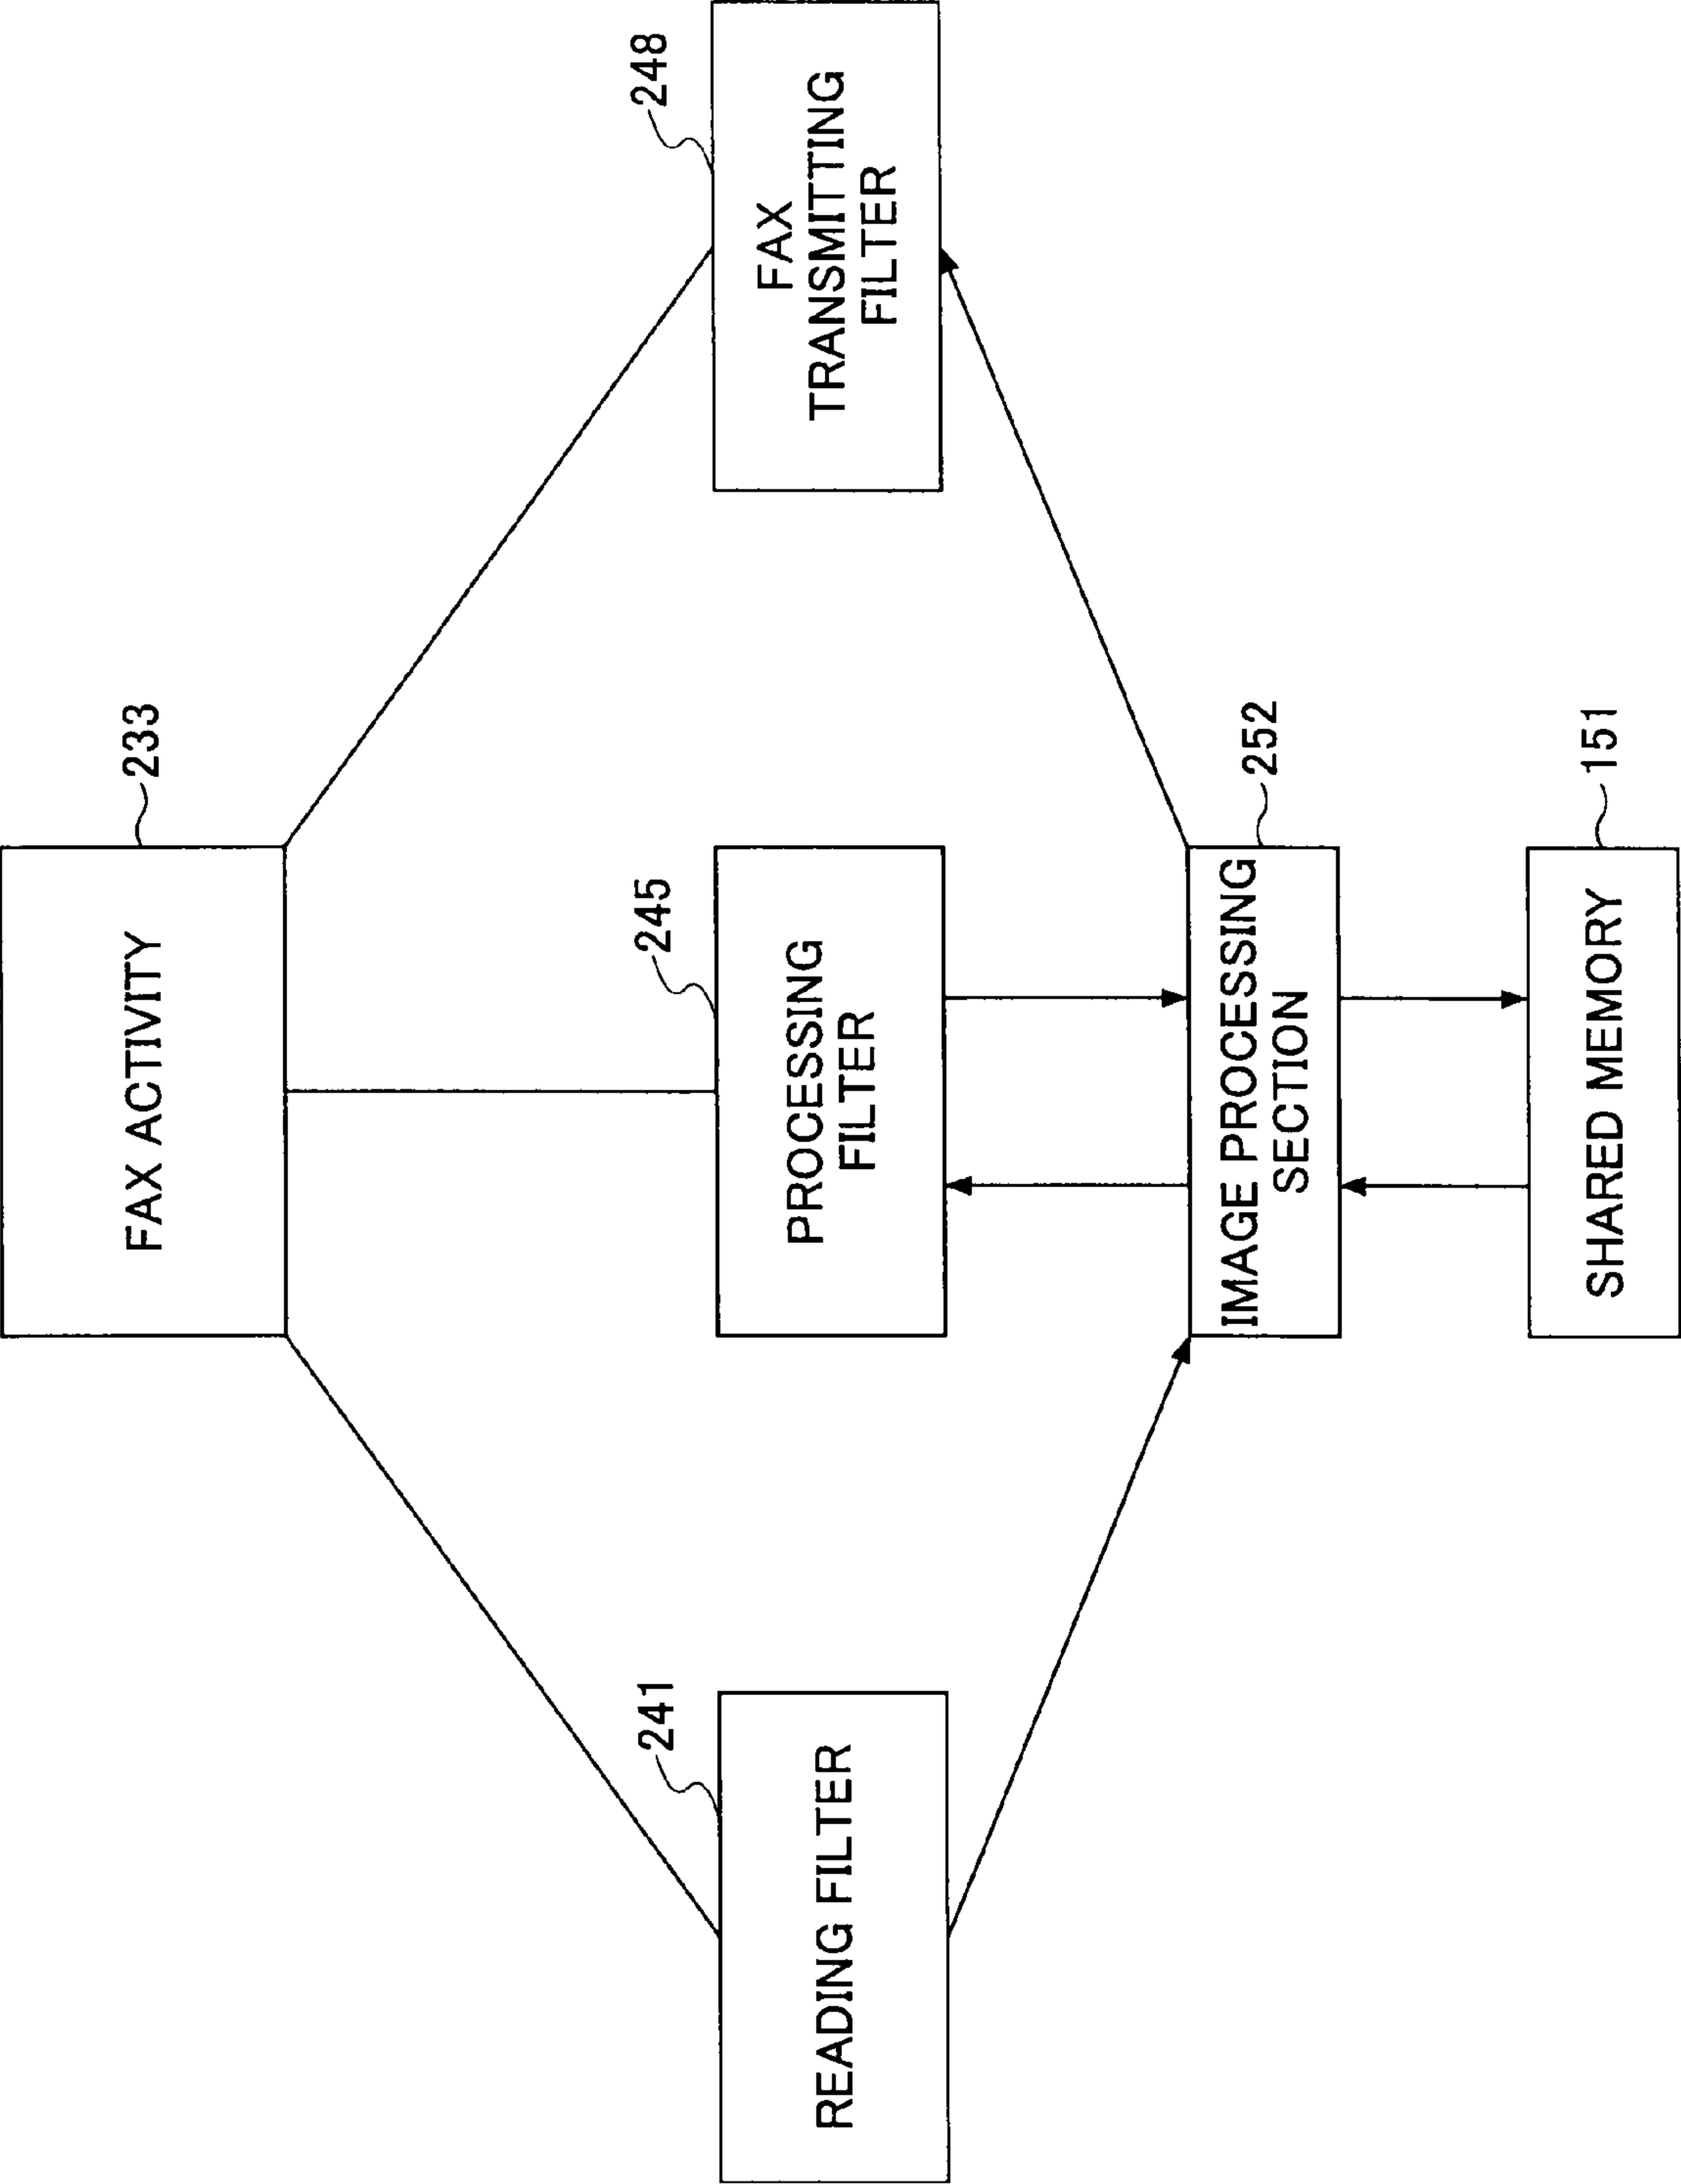 FAX ACTIVITY
233
READING FILTER
241
PROCESSING
FILTER
245
FAX
TRANSMITTING
FILTER
248
IMAGE PROCESSING
SECTION
252
SHARED MEMORY
151